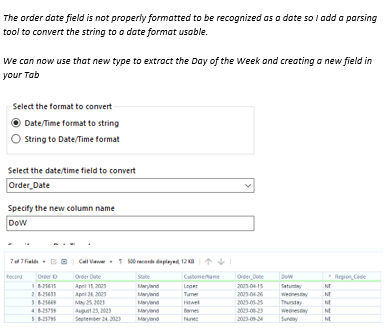 The order date field is not properly formatted to be recognized as a date so I add a parsing
tool to convert the string to a date format usable.
We can now use that new type to extract the Day of the Week and creating a new field in
your Tab
Select the format to convert
Date/Time format to string
String to Date/Time format
Select the date/time field to convert
Order_Date
Specify the new column name
DoW
7 of 7 Fields Cell Viewer 500 records displayed, 12 KB
Record Order ID Order Date State CustomerName Order_Date DoW Region_Code
1 B-25615 April 15, 2023 Maryland Lopez 2023-04-15 Saturday NE
2 B-25633 April 26, 2023 Maryland Turner 2023-04-26 Wednesday NE
3 May 25, 2023 Maryland Howell 2023-05-25 Thursday NE
4 B-25759 August 23, 2023 Maryland Barnes 2023-08-23 Wednesday NE
5 B-25795 September 24, 2023 Maryland Nunez 2023-09-24 Sunday NE